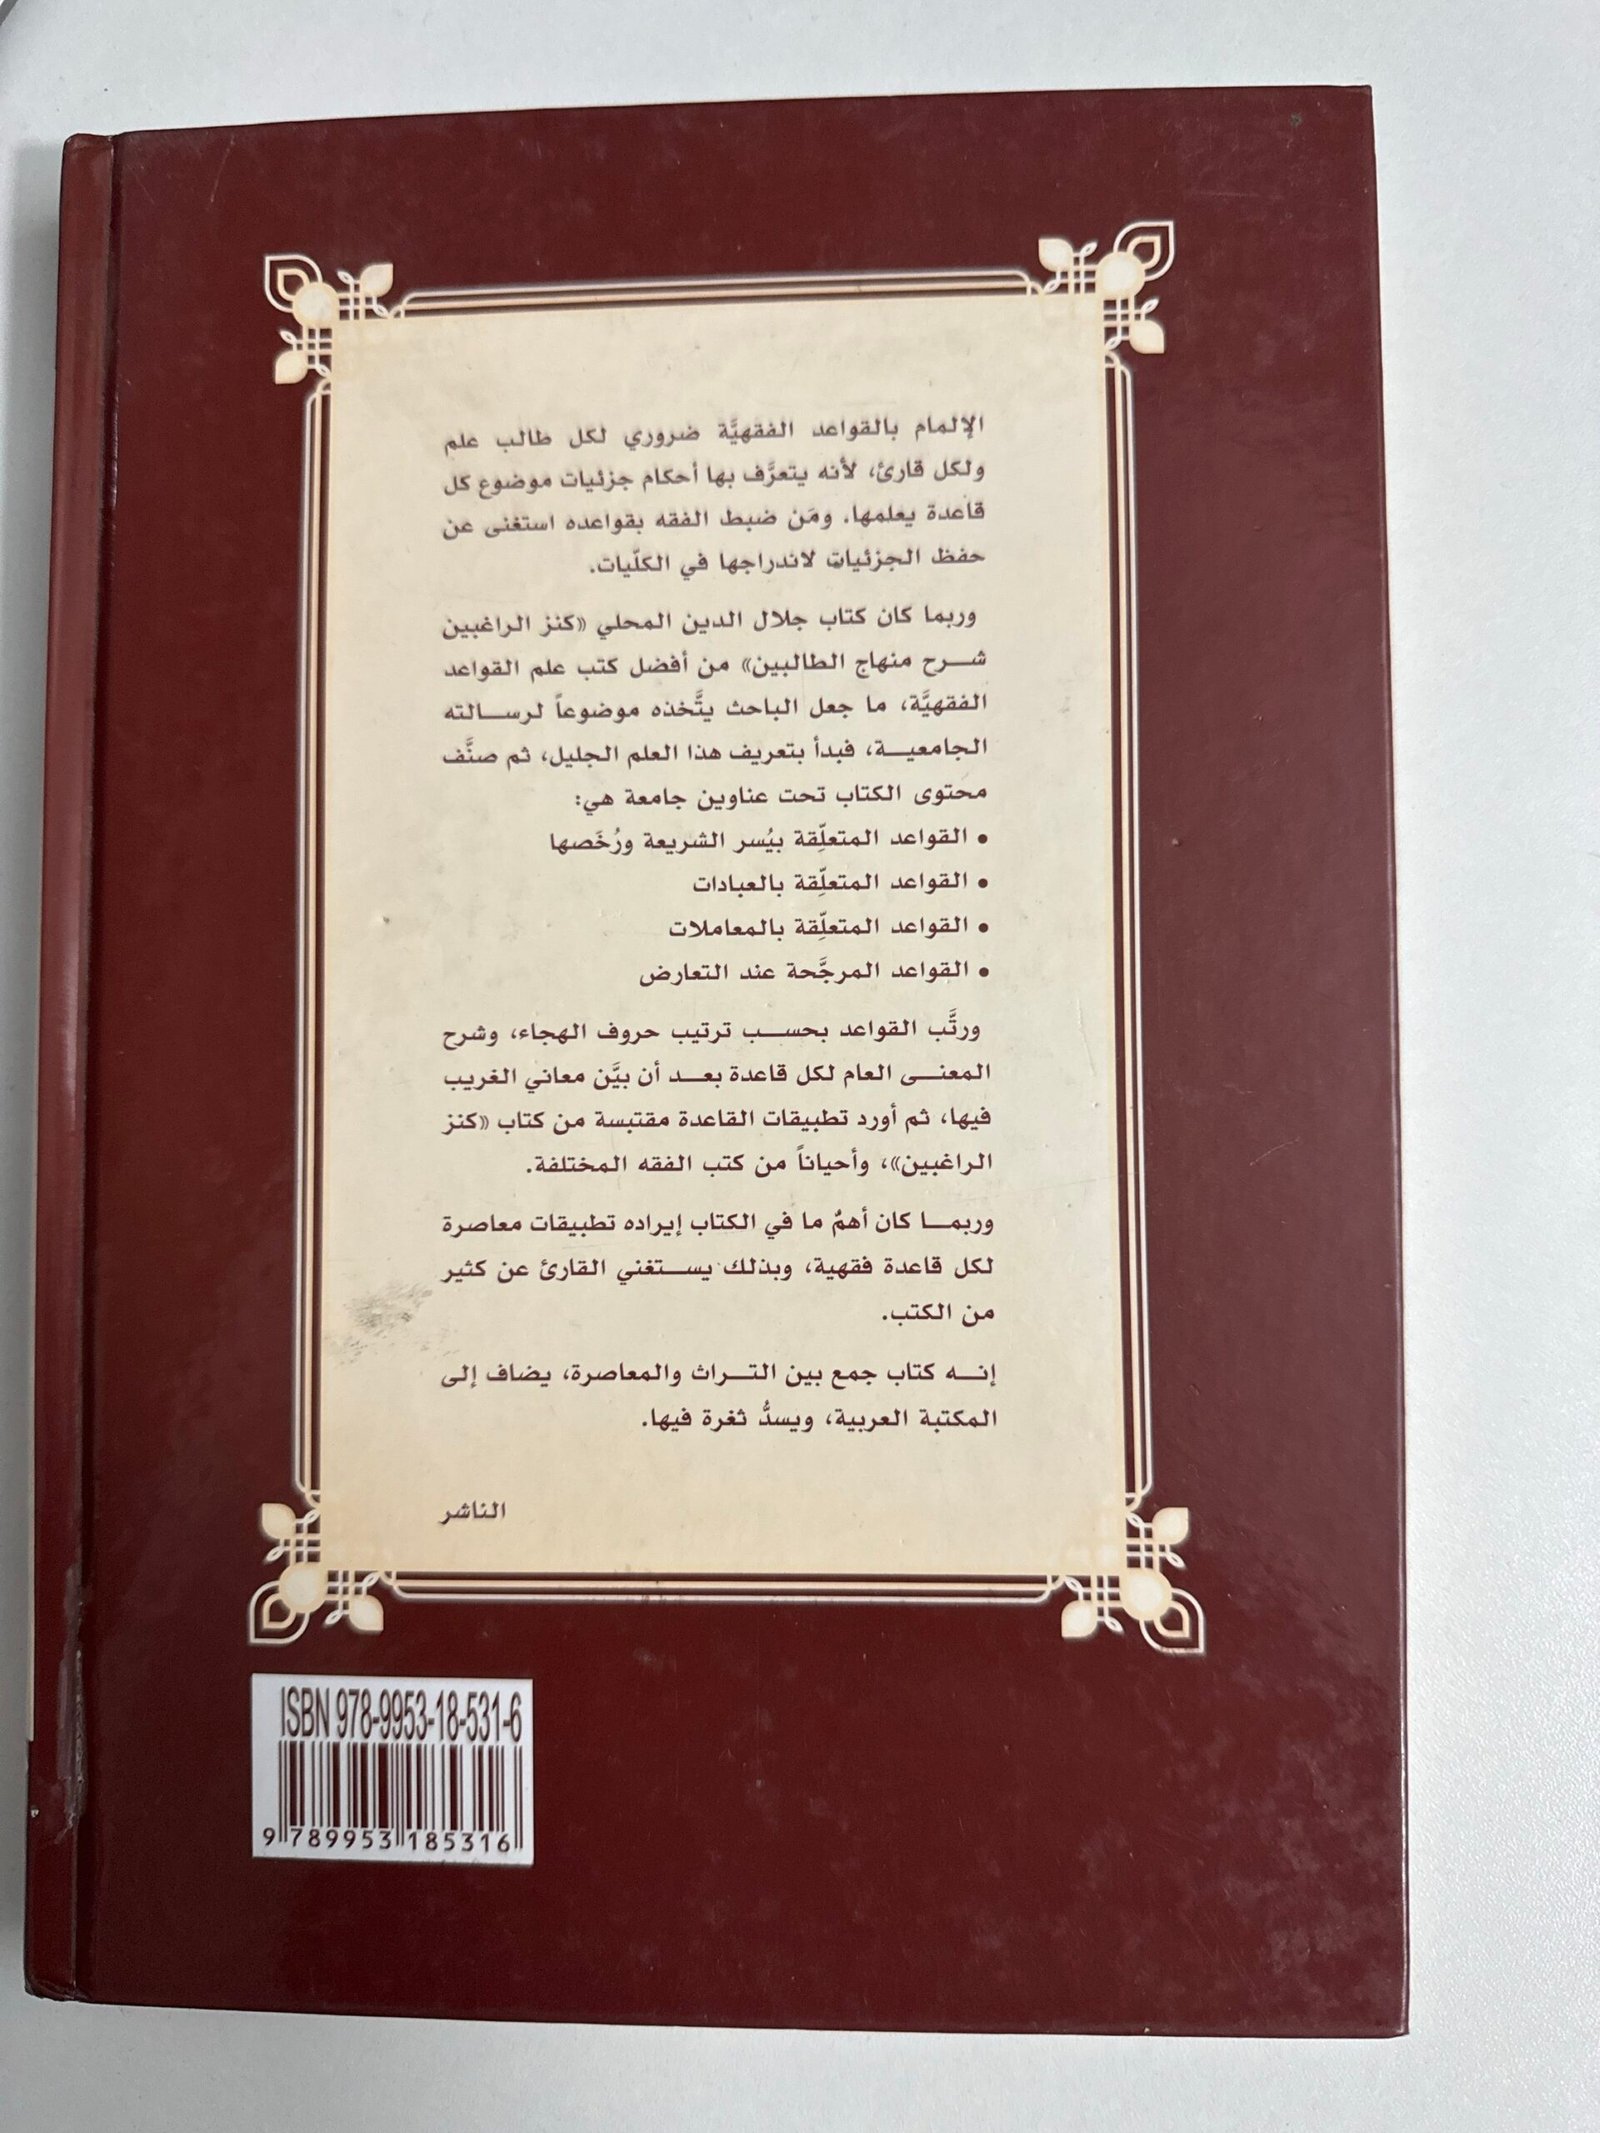 الإلمام بالقواعد الفقهيَّة ضروري لكل طالب علم
ولكل قارئ، لأنه يتعرَّف بها أحكام جزئيات موضوع كل
قاعدة يعلمها. ومَن ضبط الفقه بقواعده استغنى عن
حفظ الجزئيات لاندراجها في الكلّيات.
وربما كان كتاب جلال الدين المحلي «كنز الراغبين
شرح منهاج الطالبين» من أفضل كتب علم القواعد
الفقهيَّة، ما جعل الباحث يتَّخذه موضوعاً لرسالته
الجامعية، فبدأ بتعريف هذا العلم الجليل، ثم صنَّف
محتوى الكتاب تحت عناوين جامعة هي:
• القواعد المتعلِّقة بيُسر الشريعة ورُخَصها
• القواعد المتعلِّقة بالعبادات
• القواعد المتعلِّقة بالمعاملات
• القواعد المرجَّحة عند التعارض
ورتَّب القواعد بحسب ترتيب حروف الهجاء، وشرح
المعنى العام لكل قاعدة بعد أن بيَّن معاني الغريب
فيها، ثم أورد تطبيقات القاعدة مقتبسة من كتاب «كنز
الراغبين»، وأحياناً من كتب الفقه المختلفة.
وربما كان أهمُّ ما في الكتاب إيراده تطبيقات معاصرة
لكل قاعدة فقهية، وبذلك يستغني القارئ عن كثير
من الكتب.
إنه كتاب جمع بين التراث والمعاصرة، يضاف إلى
المكتبة العربية، ويسدُّ ثغرة فيها.
الناشر
ISBN 978-9953-18-531-6
9 789953 185316